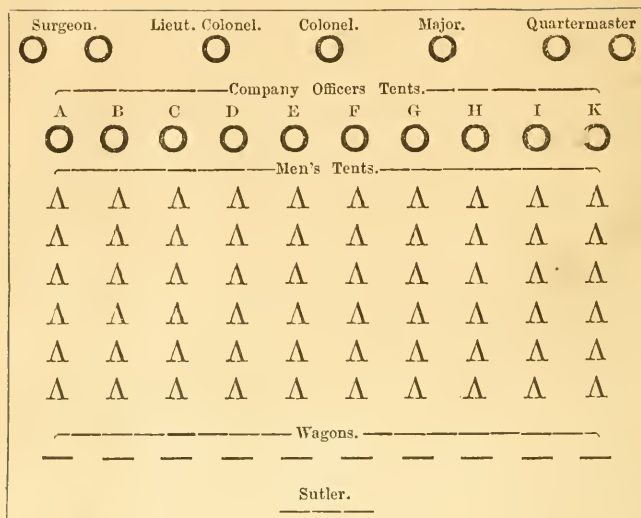 Surgeon. Lieut. Colonel. Colonel. Major. Quartermaster
Company Officers Tents.
A B C D E F G H I K
Men's Tents.
Λ Λ Λ Λ Λ Λ Λ Λ Λ Λ
Λ Λ Λ Λ Λ Λ Λ Λ Λ Λ
Λ Λ Λ Λ Λ Λ Λ Λ Λ Λ
Λ Λ Λ Λ Λ Λ Λ Λ Λ Λ
Λ Λ Λ Λ Λ Λ Λ Λ Λ Λ
Λ Λ Λ Λ Λ Λ Λ Λ Λ Λ
Wagons.
Sutler.